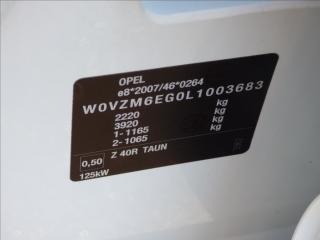 OPEL
e8*2007/46*0264
W0VZM6EG0L1003683
2220 kg
3920 kg
1-1165 kg
2-1065 kg
0,50 Z 40R TAUN
125kW